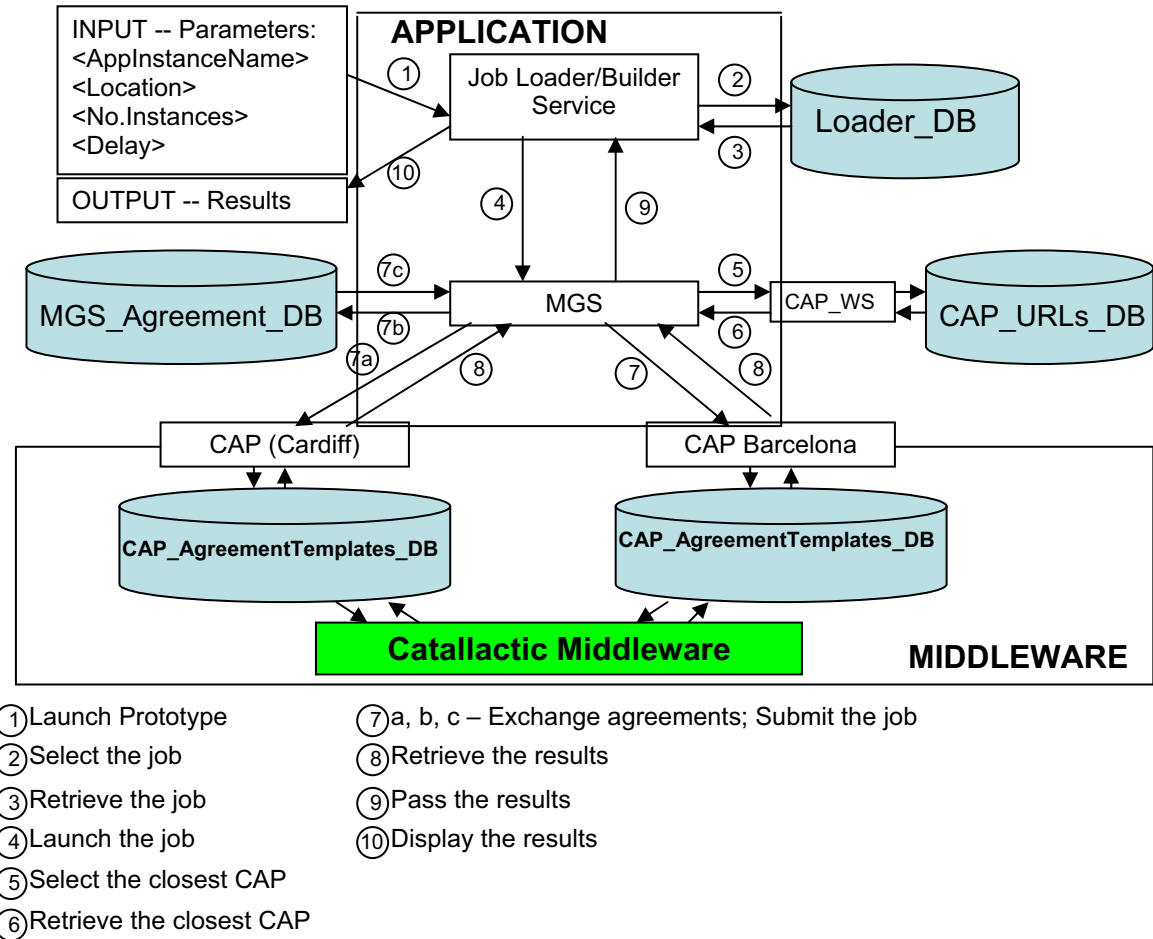 INPUT -- Parameters:
<AppInstanceName>
<Location>
<No.Instances>
<Delay>
OUTPUT -- Results
APPLICATION
1
Job Loader/Builder
Service
2
3
Loader_DB
10
4
9
MGS_Agreement_DB
7c
7b
MGS
5
6
CAP_WS
CAP_URLs_DB
7a
8
7
8
CAP (Cardiff)
CAP Barcelona
CAP_AgreementTemplates_DB
CAP_AgreementTemplates_DB
Catallactic Middleware
MIDDLEWARE
1 Launch Prototype
2 Select the job
3 Retrieve the job
4 Launch the job
5 Select the closest CAP
6 Retrieve the closest CAP
7 a, b, c – Exchange agreements; Submit the job
8 Retrieve the results
9 Pass the results
10 Display the results